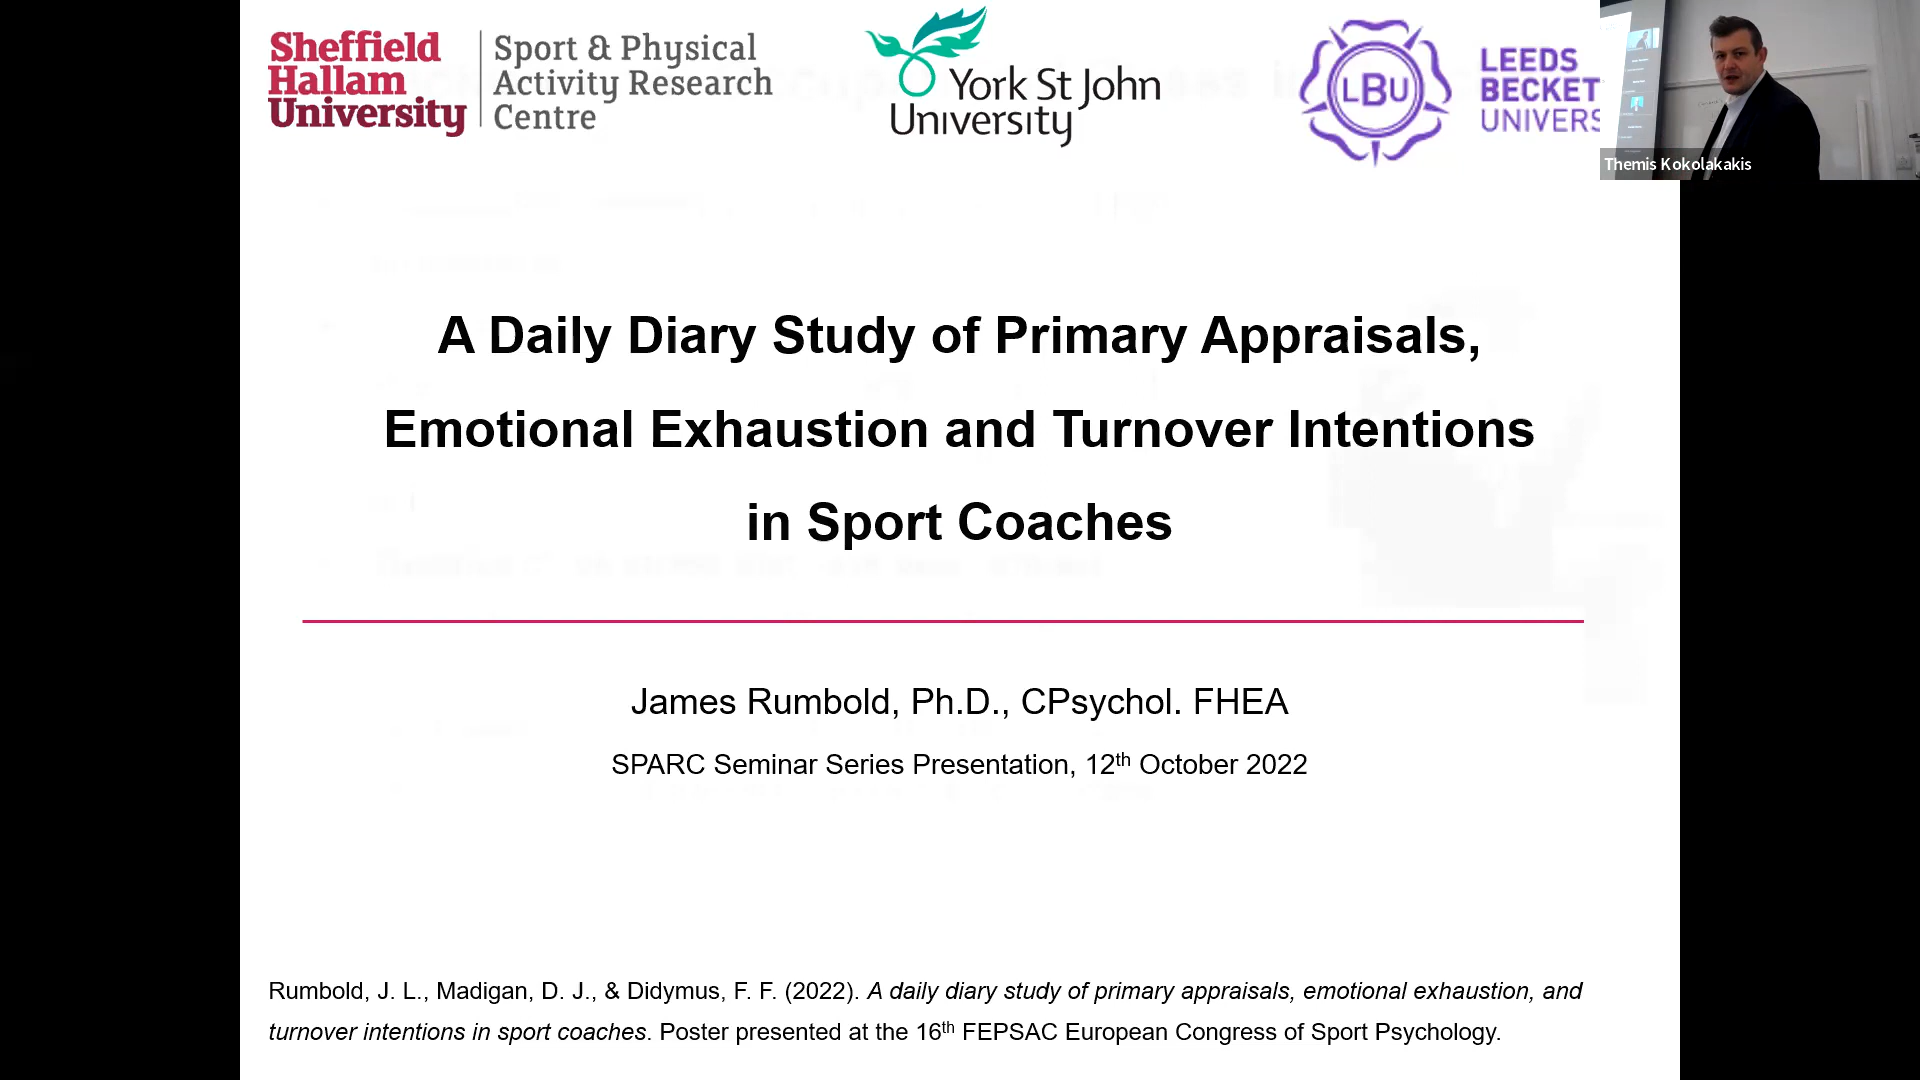 Sheffield
Hallam
University
Sport & Physical
Activity Research
Centre
York St John
University
LBU
LEEDS
BECKET
UNIVERS
Themis Kokolakakis
A Daily Diary Study of Primary Appraisals,
Emotional Exhaustion and Turnover Intentions
in Sport Coaches
James Rumbold, Ph.D., CPsychol. FHEA
SPARC Seminar Series Presentation, 12th October 2022
Rumbold, J. L., Madigan, D. J., & Didymus, F. F. (2022). A daily diary study of primary appraisals, emotional exhaustion, and
turnover intentions in sport coaches. Poster presented at the 16th FEPSAC European Congress of Sport Psychology.